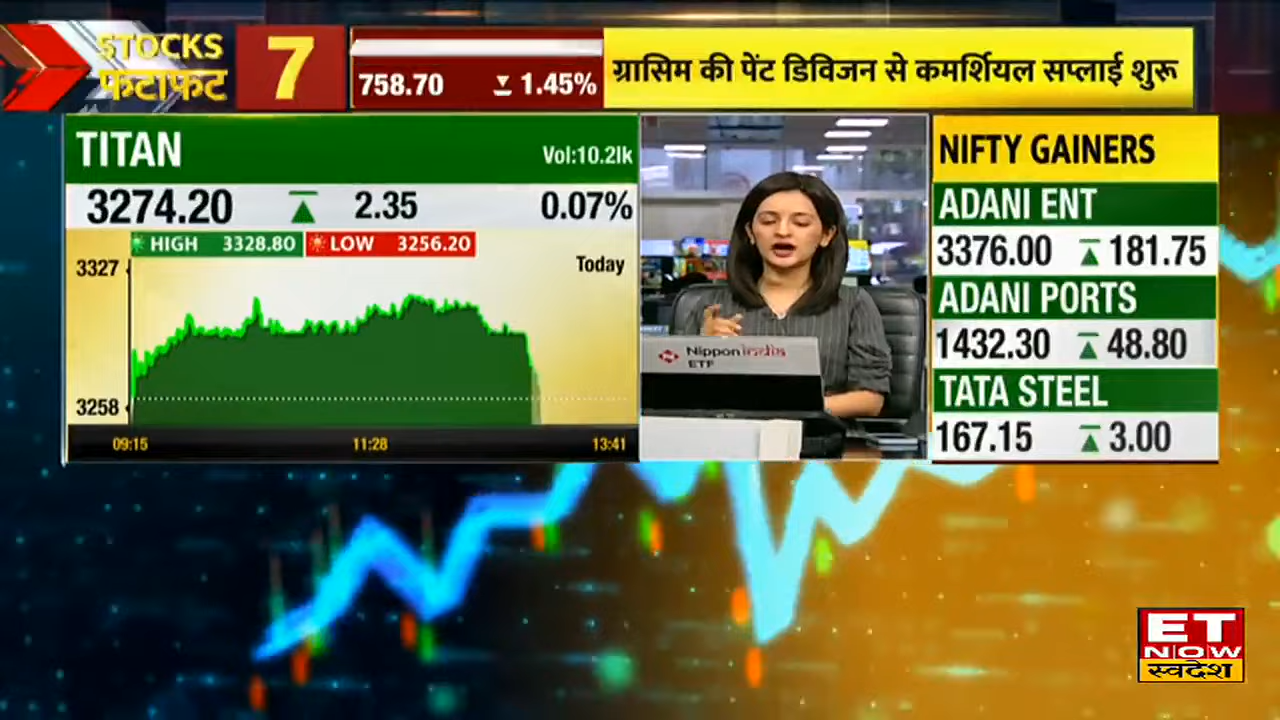 STOCKS
फटाफट
7
758.70 1.45%
ग्रासिम की पेंट डिविजन से कमर्शियल सप्लाई शुरू
TITAN
Vol:10.2lk
3274.20 2.35 0.07%
HIGH 3328.80 LOW 3256.20
Today
3327
3258
09:15 11:28 13:41
Nippon india
ETF
NIFTY GAINERS
ADANI ENT
3376.00 181.75
ADANI PORTS
1432.30 48.80
TATA STEEL
167.15 3.00
ET
NOW
स्वदेश